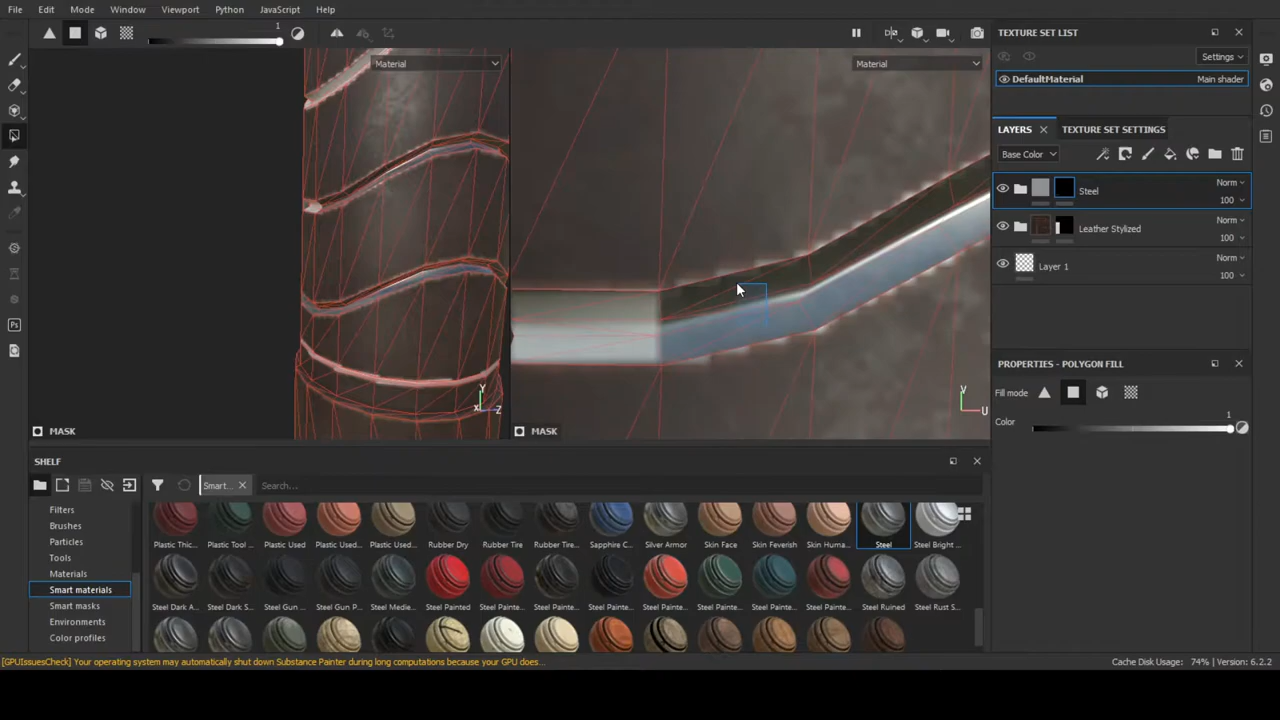 File Edit Mode Window Viewport Python JavaScript Help
1
Material
Material
TEXTURE SET LIST
Settings
DefaultMaterial Main shader
LAYERS TEXTURE SET SETTINGS
Base Color
Norm
Steel
100
Norm
Leather Stylized
100
Norm
Layer 1
100
PROPERTIES - POLYGON FILL
Fill mode
1
Color
Y
X Z
V
U
MASK
MASK
SHELF
Smart...
Search...
Filters
Brushes
Particles
Tools
Materials
Smart materials
Smart masks
Environments
Color profiles
Plastic Thic... Plastic Tool ... Plastic Used Plastic Used... Plastic Used... Rubber Dry Rubber Tire Rubber Tire... Sapphire C... Silver Armor Skin Face Skin Feverish Skin Huma... Steel Steel Bright ...
Steel Dark A... Steel Dark S... Steel Gun ... Steel Gun P... Steel Medie... Steel Painted Steel Painte... Steel Painte... Steel Painte... Steel Painte... Steel Painte... Steel Painte... Steel Painte... Steel Ruined Steel Rust S...
[GPUIssuesCheck] Your operating system may automatically shut down Substance Painter during long computations because your GPU does...
Cache Disk Usage: 74% | Version: 6.2.2
Ps